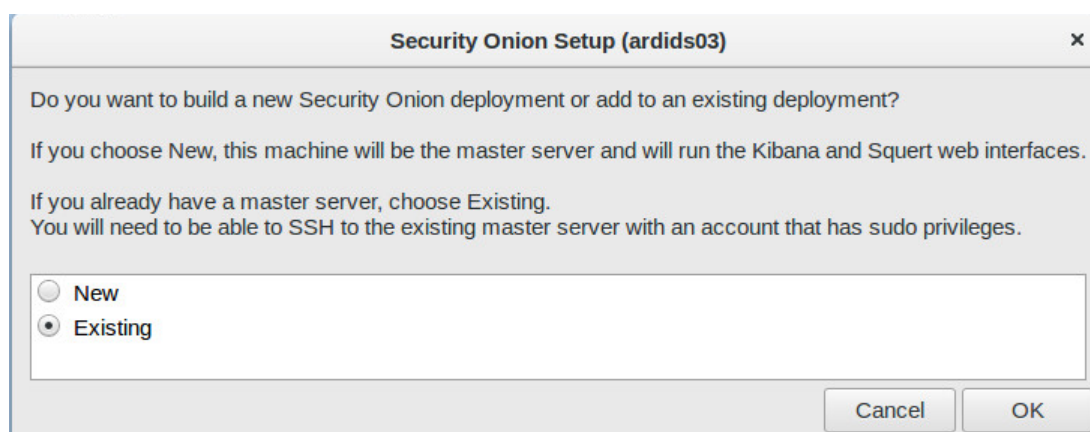 Security Onion Setup (ardids03)
Do you want to build a new Security Onion deployment or add to an existing deployment?
If you choose New, this machine will be the master server and will run the Kibana and Squert web interfaces.
If you already have a master server, choose Existing.
You will need to be able to SSH to the existing master server with an account that has sudo privileges.
New
Existing
Cancel OK